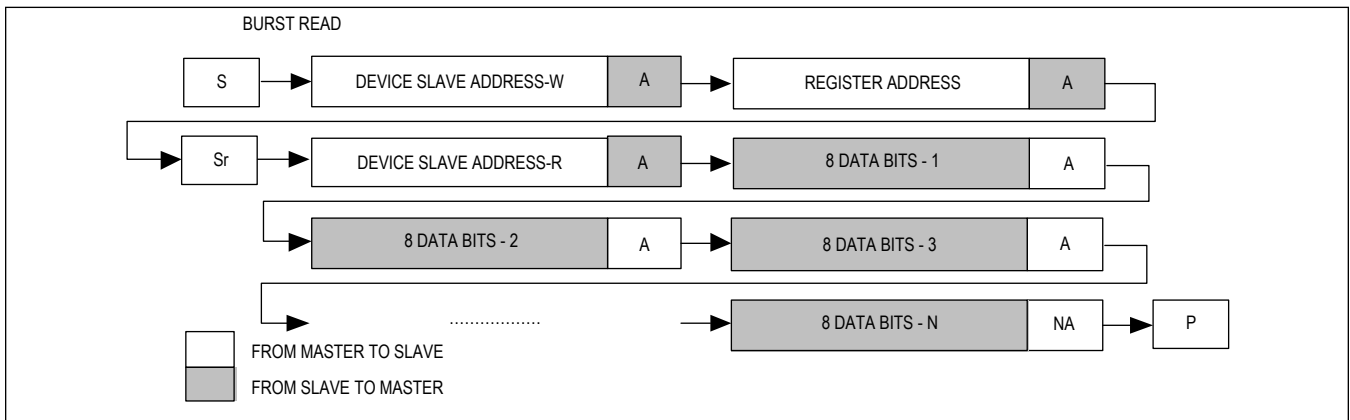 BURST READ
S DEVICE SLAVE ADDRESS-W A REGISTER ADDRESS A
Sr DEVICE SLAVE ADDRESS-R A 8 DATA BITS - 1 A
8 DATA BITS - 2 A 8 DATA BITS - 3 A
.................. 8 DATA BITS - N NA P
FROM MASTER TO SLAVE
FROM SLAVE TO MASTER